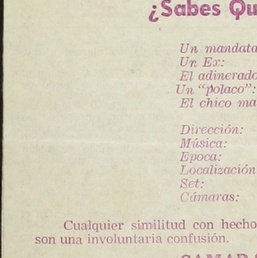 ¿Sabes Qu
Un mandata
Un Ex:
El adinerado
Un "polaco":
El chico ma
Dirección:
Música:
Epoca:
Localización
Set:
Cámaras:
Cualquier similitud con hecho
son una involuntaria confusión.